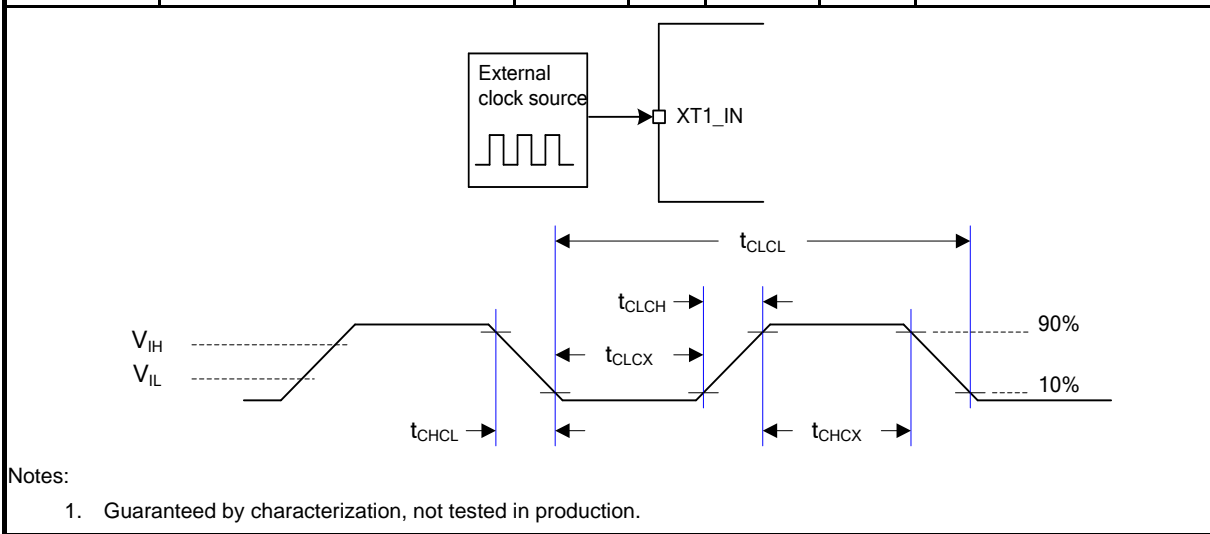 External
clock source
XT1_IN
tCLCL
tCLCH
90%
VIH
tCLCX
VIL
10%
tCHCL
tCHCX
Notes:
1. Guaranteed by characterization, not tested in production.